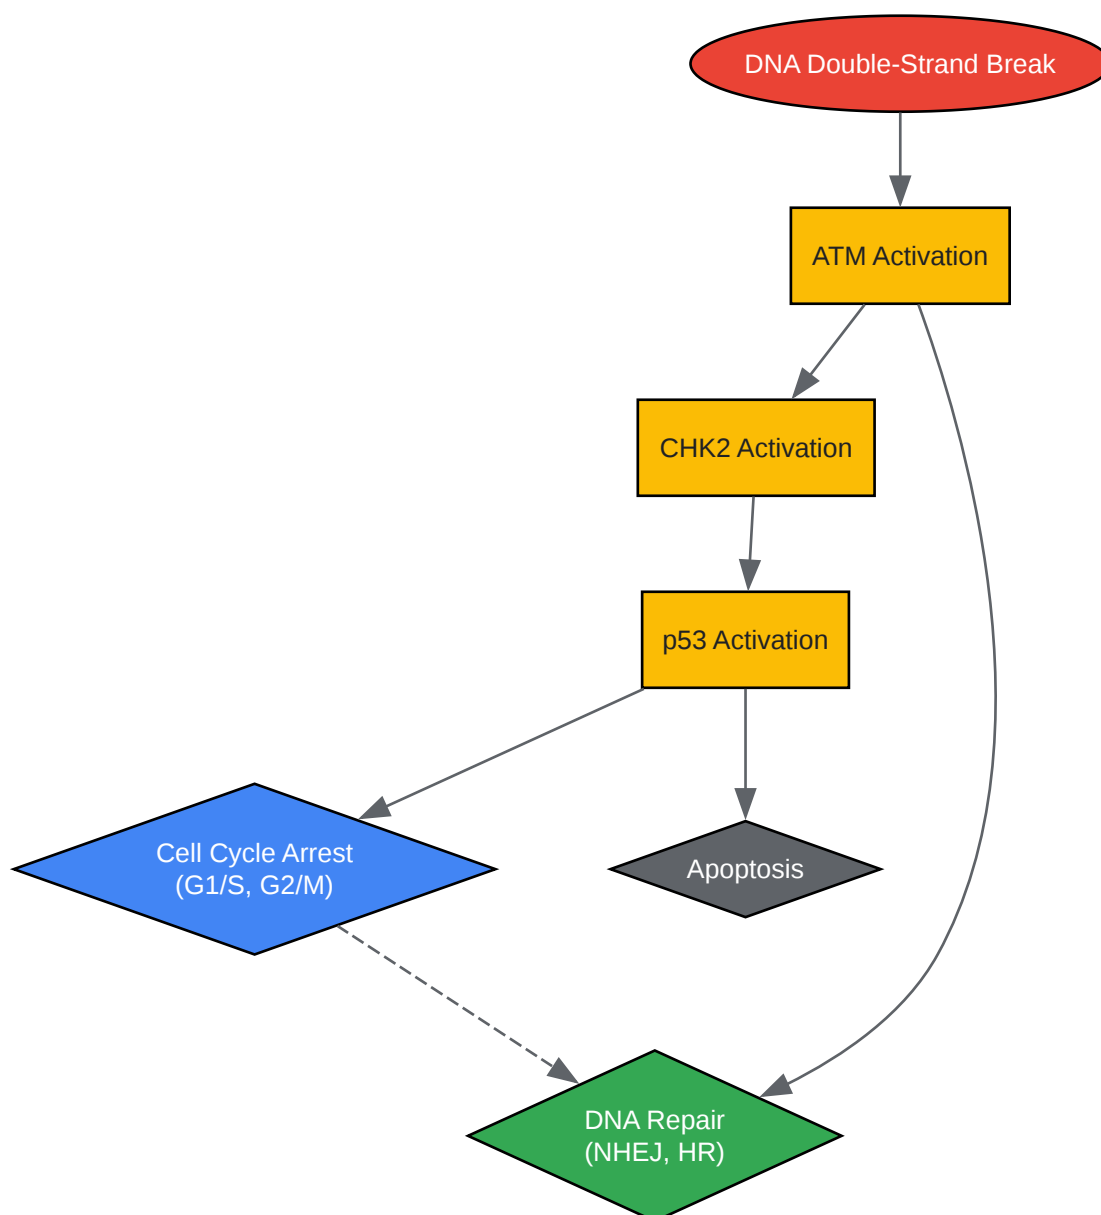 DNA Double-Strand Break
ATM Activation
CHK2 Activation
p53 Activation
Cell Cycle Arrest
(G1/S, G2/M)
Apoptosis
DNA Repair
(NHEJ, HR)